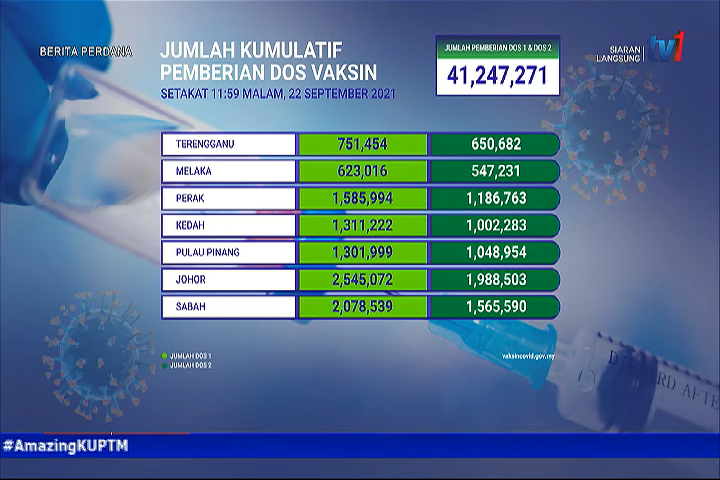 BERITA PERDANA
JUMLAH KUMULATIF
PEMBERIAN DOS VAKSIN
SETAKAT 11:59 MALAM, 22 SEPTEMBER 2021
JUMLAH PEMBERIAN DOS 1 & DOS 2
41,247,271
SIARAN
LANGSUNG
tv1
TERENGGANU 751,454 650,682
MELAKA 623,016 547,231
PERAK 1,585,994 1,186,763
KEDAH 1,311,222 1,002,283
PULAU PINANG 1,301,999 1,048,954
JOHOR 2,545,072 1,988,503
SABAH 2,078,539 1,565,590
JUMLAH DOS 1
JUMLAH DOS 2
vaksincovid.gov.my
#AmazingKUPTM